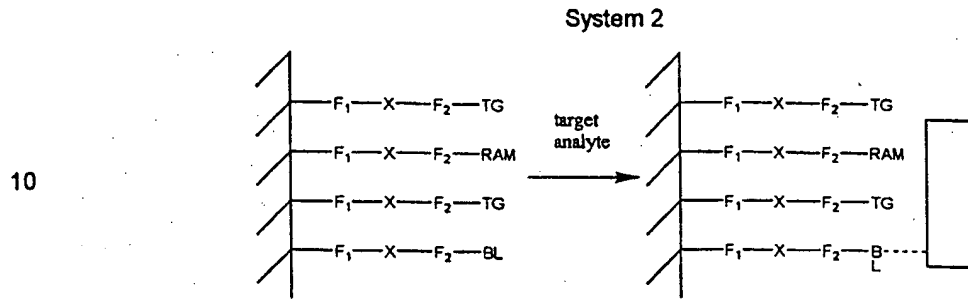 System 2
F₁—X—F₂—TG
F₁—X—F₂—RAM
F₁—X—F₂—TG
F₁—X—F₂—BL
target
analyte
F₁—X—F₂—TG
F₁—X—F₂—RAM
F₁—X—F₂—TG
F₁—X—F₂—B
L
10